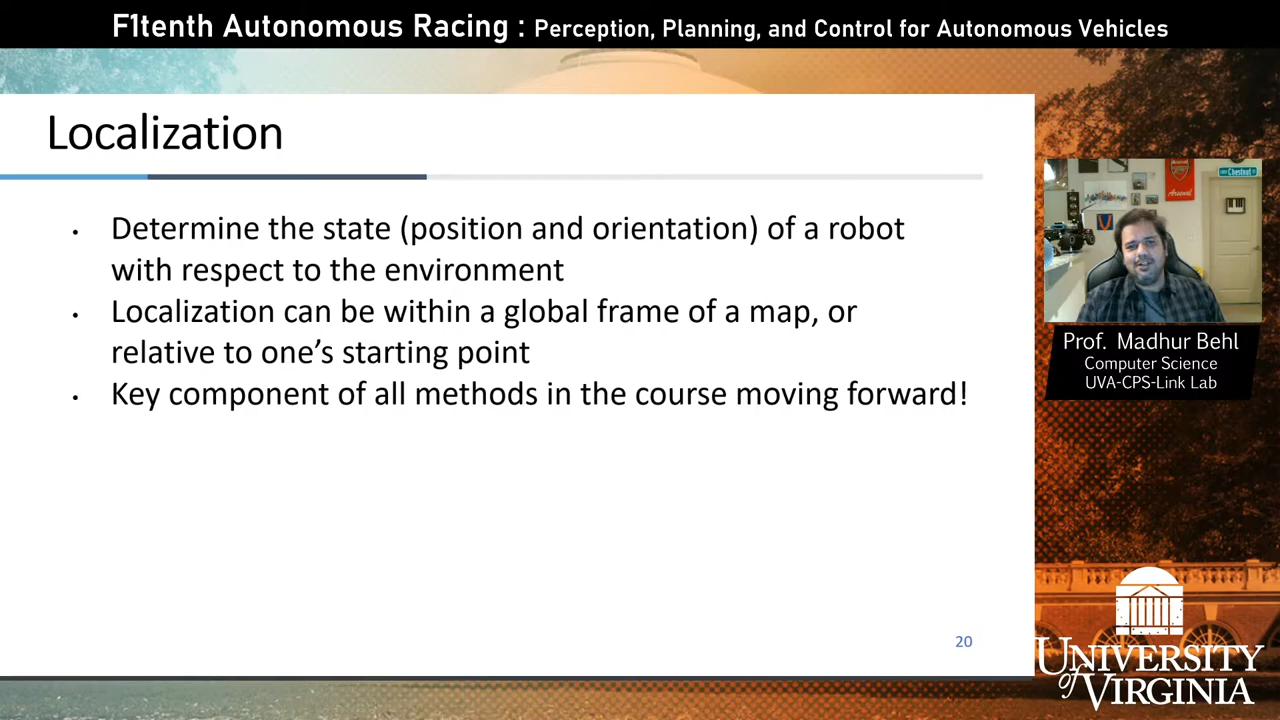 F1tenth Autonomous Racing : Perception, Planning, and Control for Autonomous Vehicles
Localization
• Determine the state (position and orientation) of a robot
with respect to the environment
• Localization can be within a global frame of a map, or
relative to one's starting point
• Key component of all methods in the course moving forward!
20
Arsenal
Chestnut
Prof. Madhur Behl
Computer Science
UVA-CPS-Link Lab
UNIVERSITY
of VIRGINIA